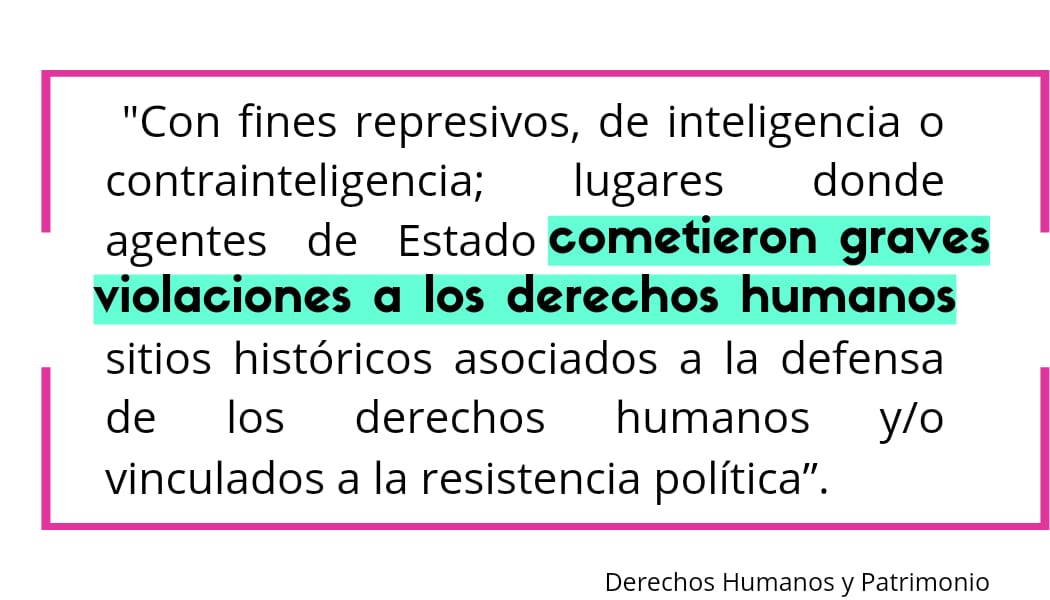 "Con fines represivos, de inteligencia o
contrainteligencia; lugares donde
agentes de Estado cometieron graves
violaciones a los derechos humanos
sitios históricos asociados a la defensa
de los derechos humanos y/o
vinculados a la resistencia política”.
Derechos Humanos y Patrimonio